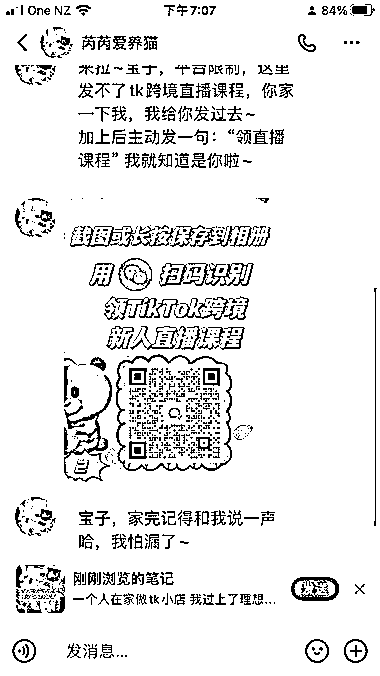 One NZ
下午7:07
84%
芮芮爱养猫
来拉~宝子，平台限制，这里
发不了tk跨境直播课程，你家
一下我，我给你发过去~
加上后主动发一句：“领直播
课程”我就知道是你啦~
截图或长按保存到相册
用 扫码识别
领TikTok跨境
新人直播课程
宝子，家完记得和我说一声
哈，我怕漏了~
刚刚浏览的笔记
一个人在家做tk小店 我过上了理想...
发送
发消息...